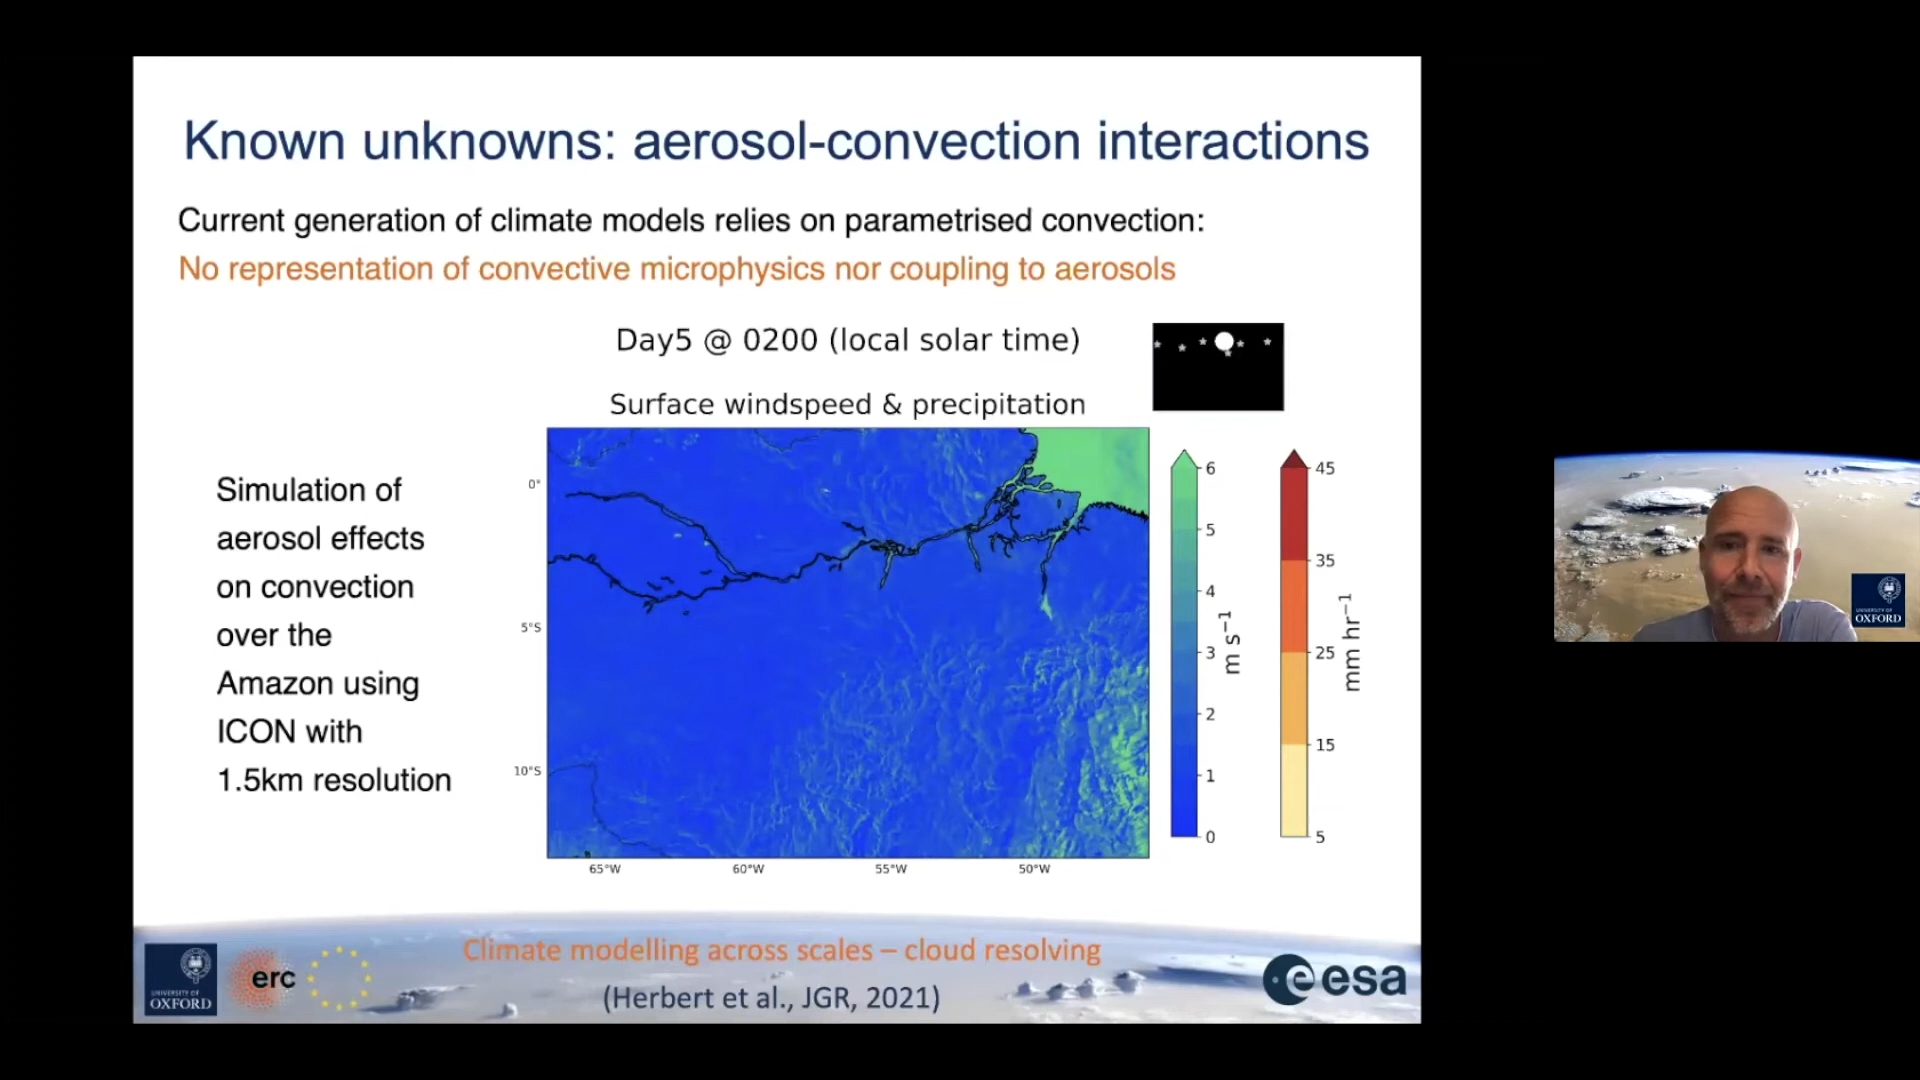 Known unknowns: aerosol-convection interactions
Current generation of climate models relies on parametrised convection:
No representation of convective microphysics nor coupling to aerosols
Day5 @ 0200 (local solar time)
Surface windspeed & precipitation
Simulation of
aerosol effects
on convection
over the
Amazon using
ICON with
1.5km resolution
0°
5°S
10°S
65°W
60°W
55°W
50°W
6
5
4
3
2
1
0
m s⁻¹
45
35
25
15
5
mm hr⁻¹
UNIVERSITY OF
OXFORD
erc
Climate modelling across scales – cloud resolving
(Herbert et al., JGR, 2021)
esa
UNIVERSITY OF
OXFORD